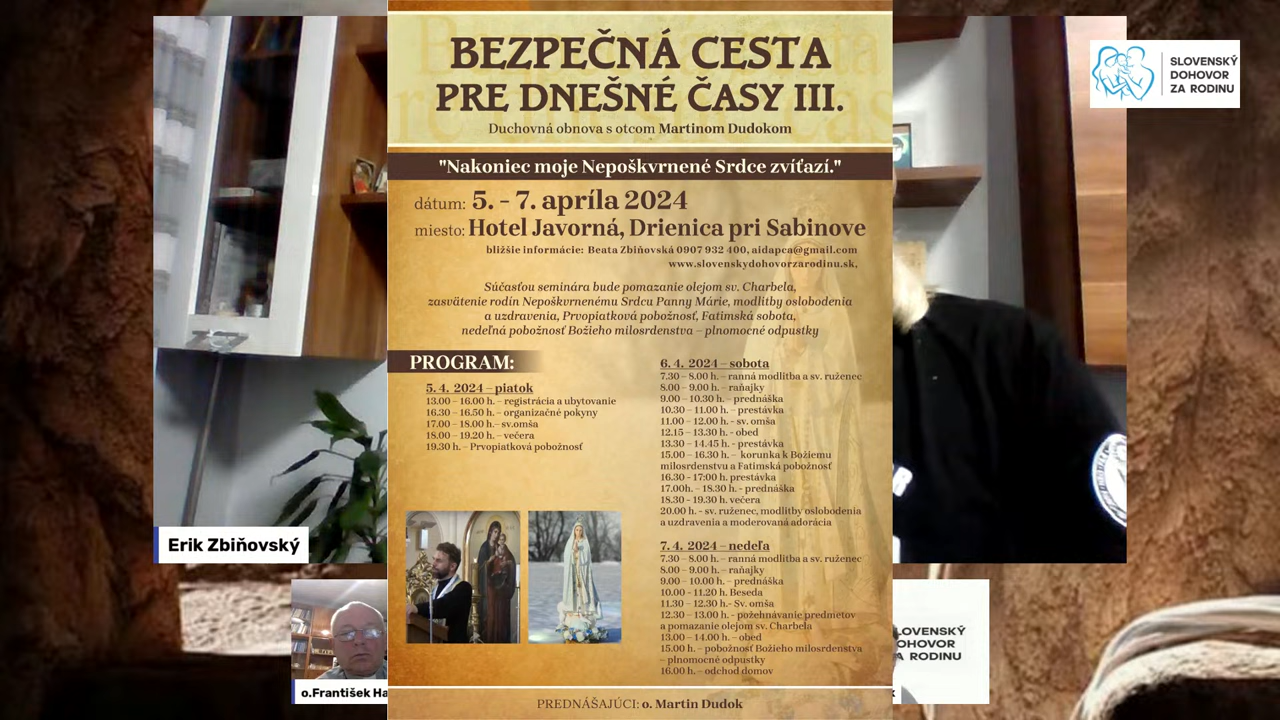 BEZPEČNÁ CESTA
PRE DNEŠNÉ ČASY III.
Duchovná obnova s otcom Martinom Dudokom
"Nakoniec moje Nepoškvrnené Srdce zvíťazí."
dátum: 5. - 7. apríla 2024
miesto: Hotel Javorná, Drienica pri Sabinove
bližšie informácie: Beata Zbiňovská 0907 932 400, aidapca@gmail.com
www.slovenskydohovorzarodinu.sk,
Súčasťou seminára bude pomazanie olejom sv. Charbela,
zasvätenie rodín Nepoškvrnenému Srdcu Panny Márie, modlitby oslobodenia
a uzdravenia, Prvopiatková pobožnosť, Fatimská sobota,
nedeľná pobožnosť Božieho milosrdenstva – plnomocné odpustky
PROGRAM:
5. 4. 2024 – piatok
13.00 – 16.00 h. – registrácia a ubytovanie
16.30 – 16.50 h. – organizačné pokyny
17.00 – 18.00 h.– sv.omša
18.00 – 19.20 h. – večera
19.30 h. – Prvopiatková pobožnosť
6. 4. 2024 – sobota
7.30 – 8.00 h. – ranná modlitba a sv. ruženec
8.00 – 9.00 h. – raňajky
9.00 – 10.30 h. – prednáška
10.30 – 11.00 h. – prestávka
11.00 – 12.00 h. - sv. omša
12.15 – 13.30 h. - obed
13.30 – 14.45 h. - prestávka
15.00 – 16.30 h. – korunka k Božiemu
milosrdenstvu a Fatimská pobožnosť
16.30 - 17:00 h. prestávka
17.00h. – 18.30 h. - prednáška
18.30 - 19.30 h. večera
20.00 h. - sv. ruženec, modlitby oslobodenia
a uzdravenia a moderovaná adorácia
7. 4. 2024 – nedeľa
7.30 – 8.00 h. – ranná modlitba a sv. ruženec
8.00 – 9.00 h. – raňajky
9.00 – 10.00 h. – prednáška
10.00 - 11.20 h. Beseda
11.30 – 12.30 h.- Sv. omša
12.30 – 13.00 h. - požehnávanie predmetov
a pomazanie olejom sv. Charbela
13.00 – 14.00 h. – obed
15.00 h. – pobožnosť Božieho milosrdenstva
– plnomocné odpustky
16.00 h. – odchod domov
PREDNÁŠAJÚCI: o. Martin Dudok
SLOVENSKÝ
DOHOVOR
ZA RODINU
Erik Zbiňovský
o.František Ha
LOVENSKÝ
OHOVOR
A RODINU